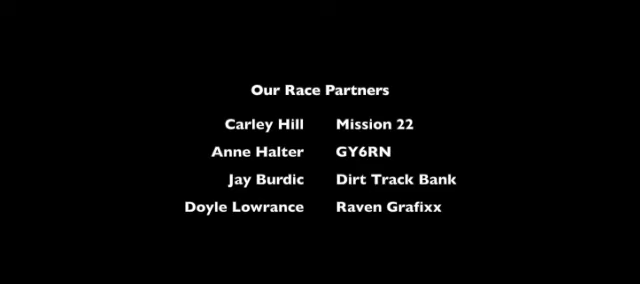 Our Race Partners
Carley Hill Mission 22
Anne Halter GY6RN
Jay Burdic Dirt Track Bank
Doyle Lowrance Raven Grafixx